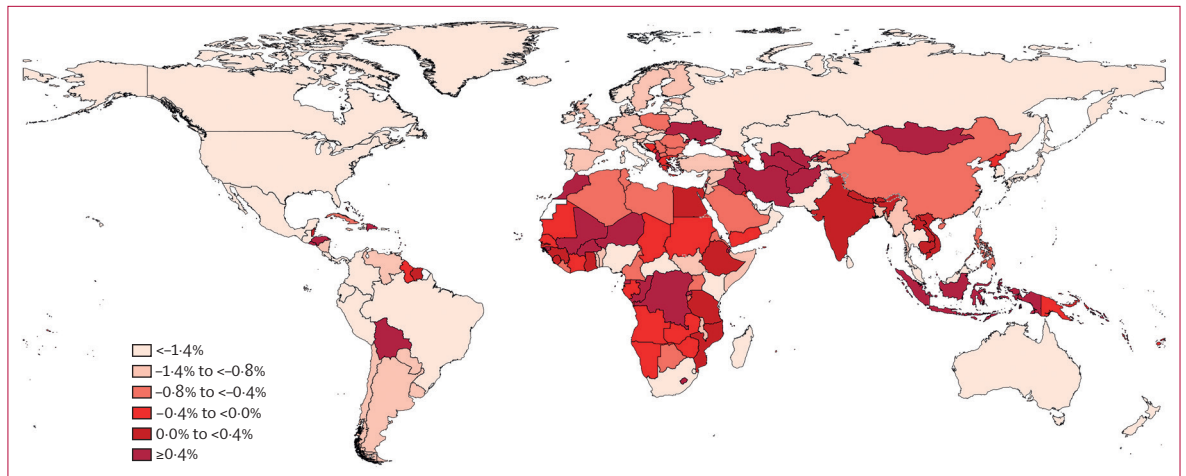 <–1·4%
–1·4% to <–0·8%
–0·8% to <–0·4%
–0·4% to <0·0%
0·0% to <0·4%
≥0·4%